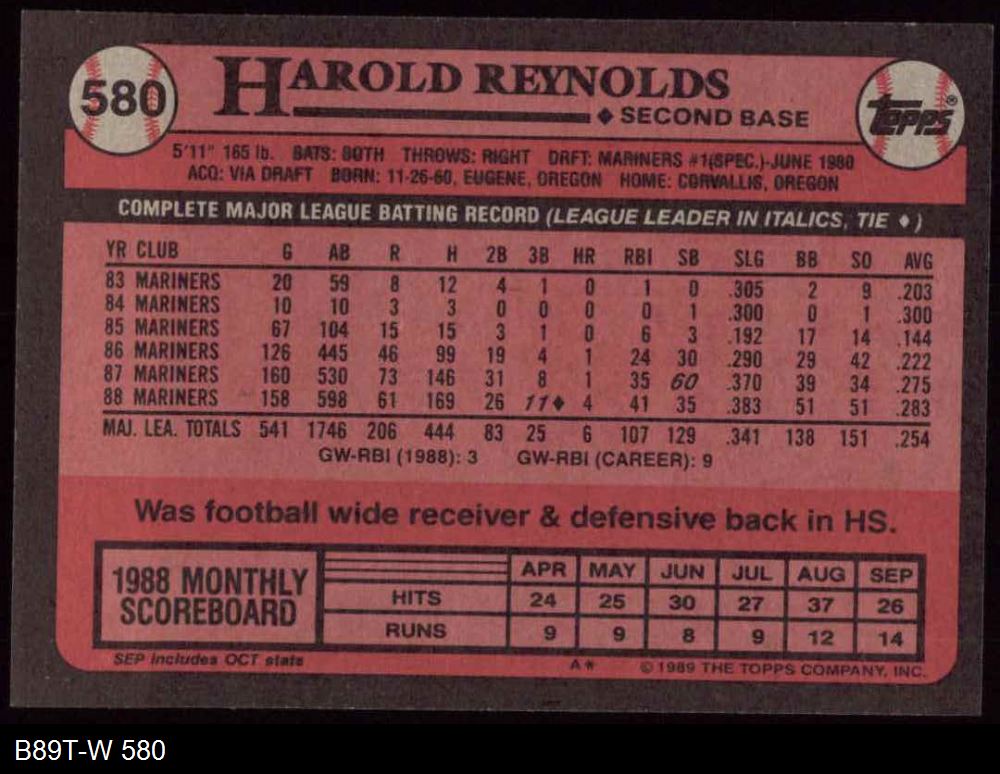 580
HAROLD REYNOLDS
◆ SECOND BASE
TOPPS®
5'11" 165 lb. BATS: BOTH THROWS: RIGHT DRFT: MARINERS #1(SPEC.)-JUNE 1980
ACQ: VIA DRAFT BORN: 11-26-60, EUGENE, OREGON HOME: CORVALLIS, OREGON
COMPLETE MAJOR LEAGUE BATTING RECORD (LEAGUE LEADER IN ITALICS, TIE ◆)
YR CLUB G AB R H 2B 3B HR RBI SB SLG BB SO AVG
83 MARINERS 20 59 8 12 4 1 0 1 0 .305 2 9 .203
84 MARINERS 10 10 3 3 0 0 0 0 1 .300 0 1 .300
85 MARINERS 67 104 15 15 3 1 0 6 3 .192 17 14 .144
86 MARINERS 126 445 46 99 19 4 1 24 30 .290 29 42 .222
87 MARINERS 160 530 73 146 31 8 1 35 60 .370 39 34 .275
88 MARINERS 158 598 61 169 26 11◆ 4 41 35 .383 51 51 .283
MAJ. LEA. TOTALS 541 1746 206 444 83 25 6 107 129 .341 138 151 .254
GW-RBI (1988): 3 GW-RBI (CAREER): 9
Was football wide receiver & defensive back in HS.
1988 MONTHLY
SCOREBOARD
APR MAY JUN JUL AUG SEP
HITS 24 25 30 27 37 26
RUNS 9 9 8 9 12 14
SEP includes OCT stats
A* © 1989 THE TOPPS COMPANY, INC.
B89T-W 580